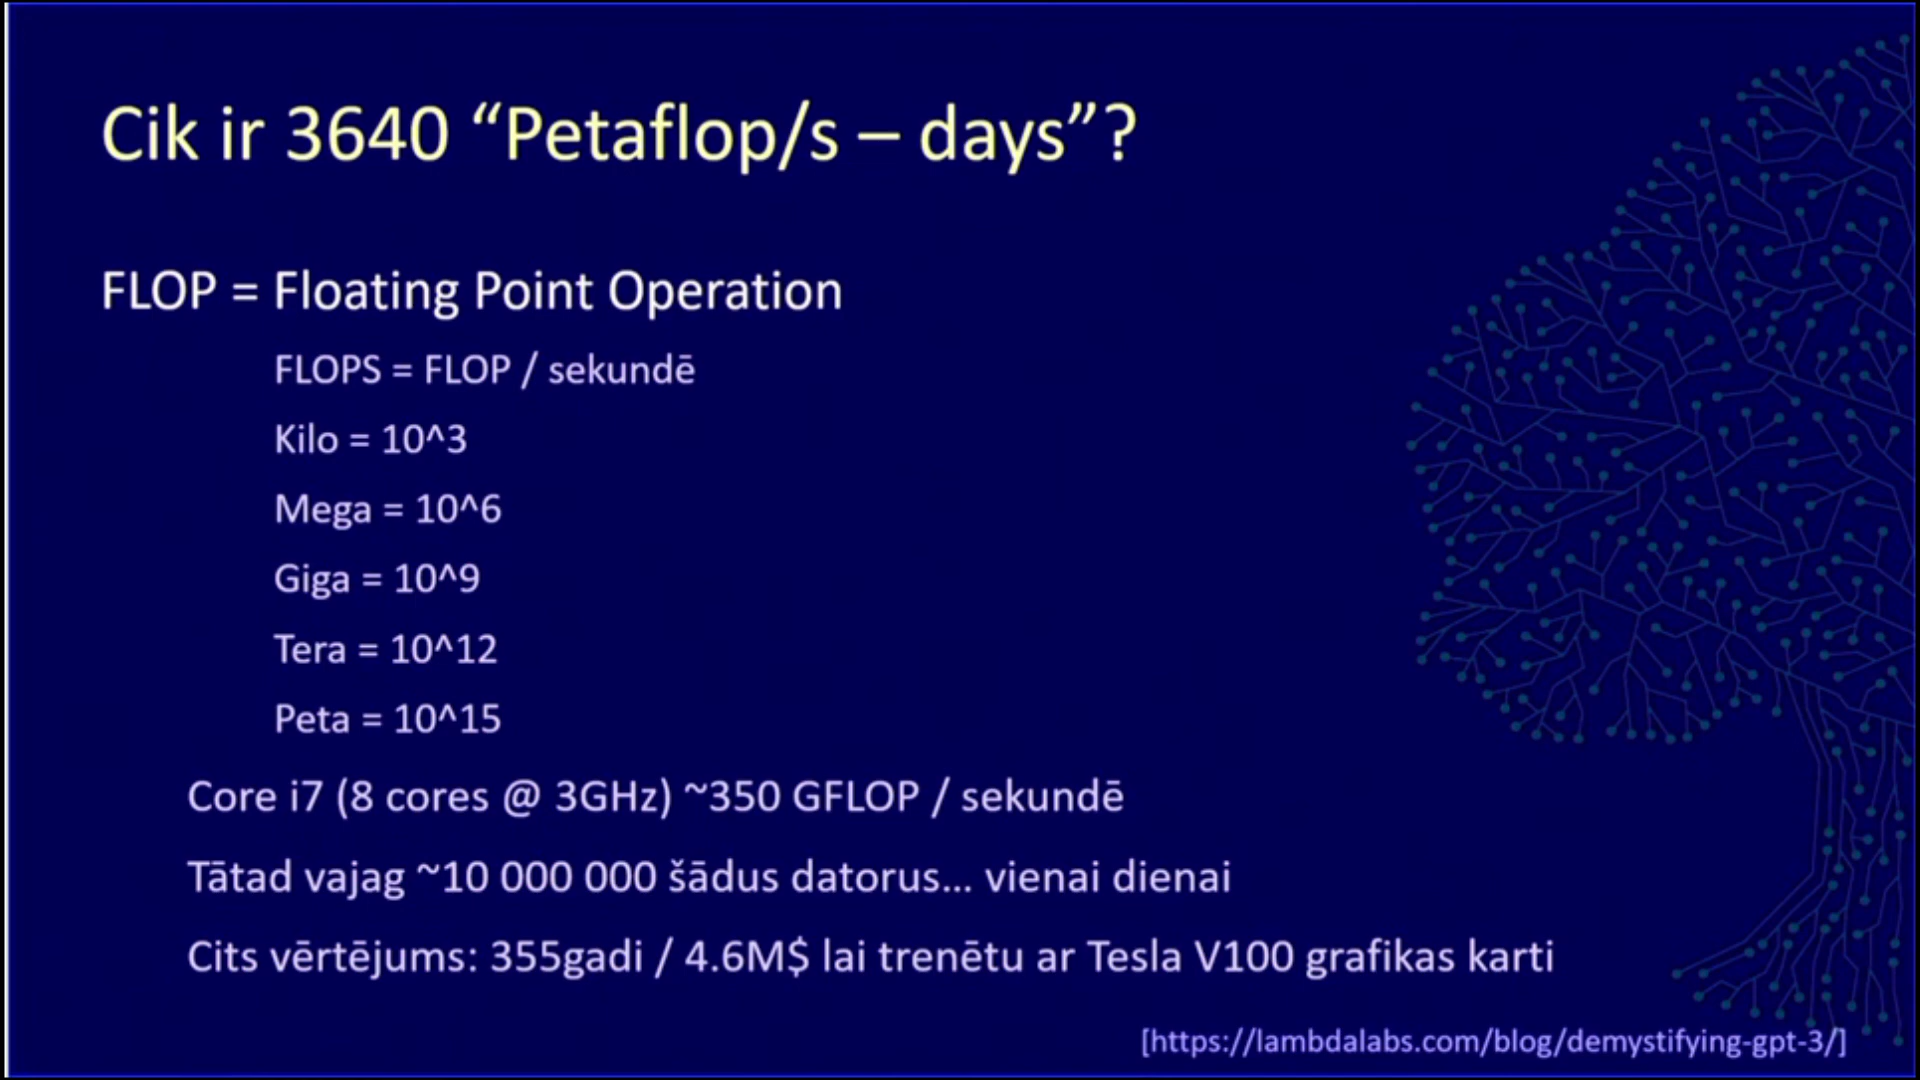 Cik ir 3640 “Petaflop/s – days”?
FLOP = Floating Point Operation
FLOPS = FLOP / sekundē
Kilo = 10^3
Mega = 10^6
Giga = 10^9
Tera = 10^12
Peta = 10^15
Core i7 (8 cores @ 3GHz) ~350 GFLOP / sekundē
Tātad vajag ~10 000 000 šādus datorus... vienai dienai
Cits vērtējums: 355gadi / 4.6M$ lai trenētu ar Tesla V100 grafikas karti
[https://lambdalabs.com/blog/demystifying-gpt-3/]